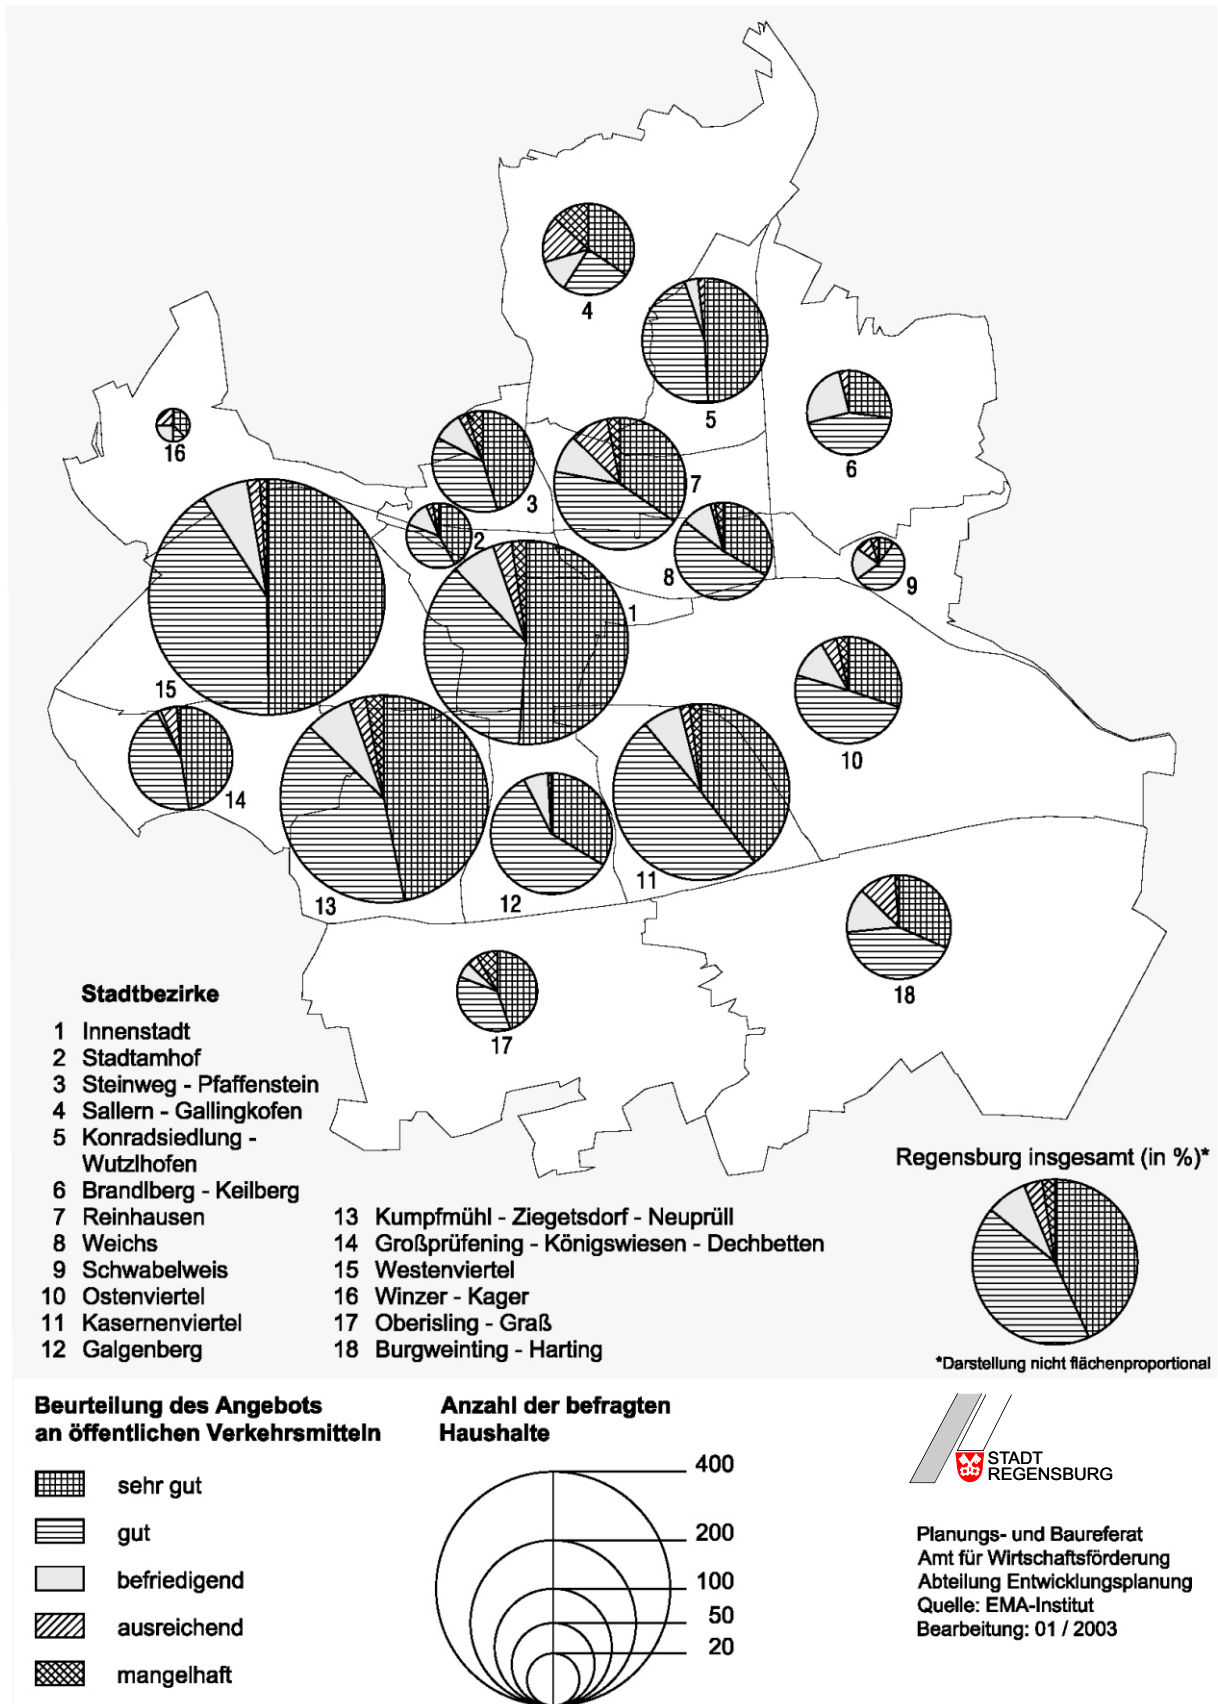 4
5
6
16
3
7
2
8
9
1
15
10
14
13
12
11
18
17
Stadtbezirke
1 Innenstadt
2 Stadtamhof
3 Steinweg - Pfaffenstein
4 Sallern - Gallingkofen
5 Konradsiedlung -
Wutzlhofen
6 Brandlberg - Keilberg
7 Reinhausen
8 Weichs
9 Schwabelweis
10 Ostenviertel
11 Kasernenviertel
12 Galgenberg
13 Kumpfmühl - Ziegetsdorf - Neuprüll
14 Großprüfening - Königswiesen - Dechbetten
15 Westenviertel
16 Winzer - Kager
17 Oberisling - Graß
18 Burgweinting - Harting
Regensburg insgesamt (in %)*
*Darstellung nicht flächenproportional
Beurteilung des Angebots
an öffentlichen Verkehrsmitteln
sehr gut
gut
befriedigend
ausreichend
mangelhaft
Anzahl der befragten
Haushalte
400
200
100
50
20
STADT
REGENSBURG
Planungs- und Baureferat
Amt für Wirtschaftsförderung
Abteilung Entwicklungsplanung
Quelle: EMA-Institut
Bearbeitung: 01 / 2003